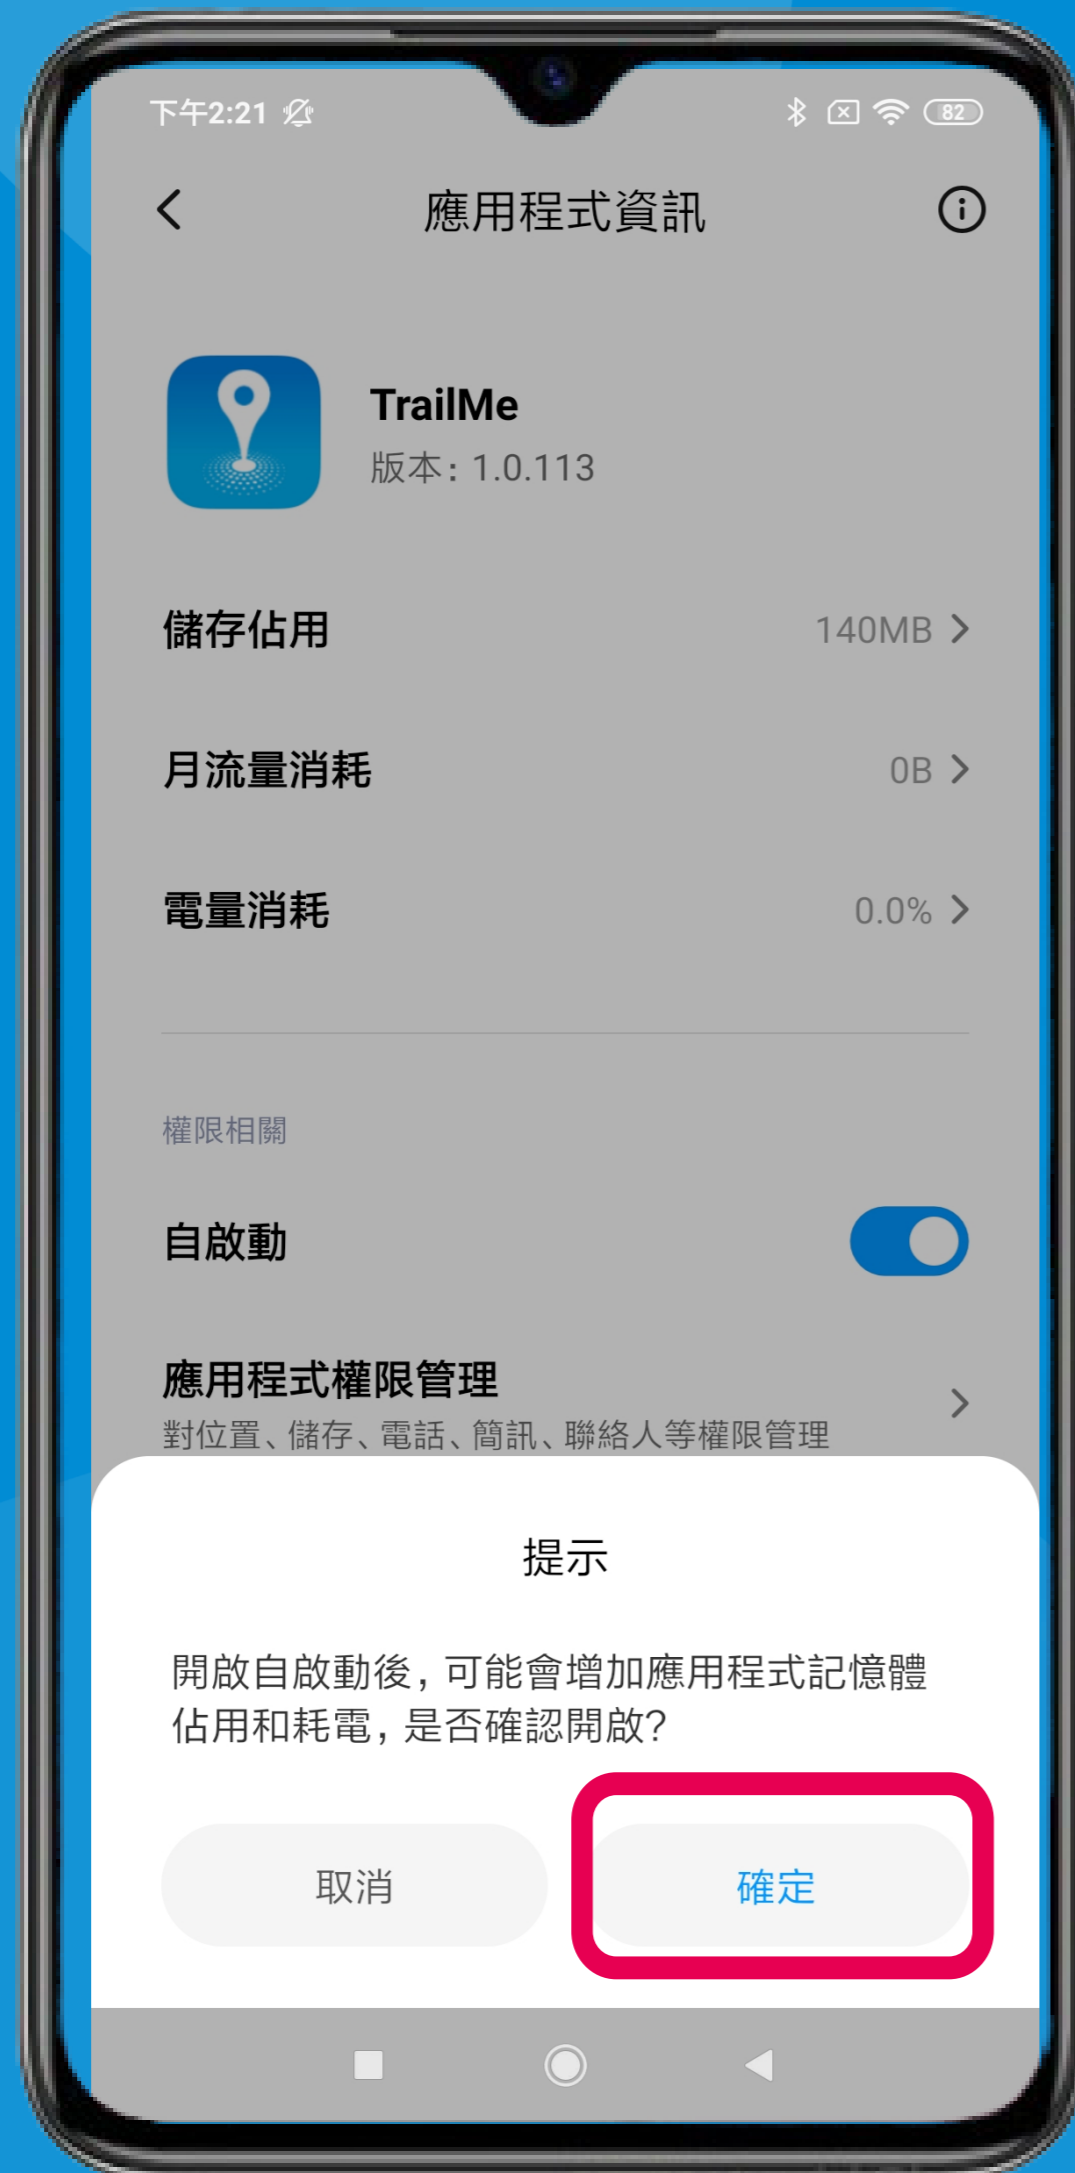 下午2:21
82
應用程式資訊
TrailMe
版本: 1.0.113
儲存佔用
140MB
月流量消耗
0B
電量消耗
0.0%
權限相關
自啟動
應用程式權限管理
對位置、儲存、電話、簡訊、聯絡人等權限管理
提示
開啟自啟動後, 可能會增加應用程式記憶體
佔用和耗電, 是否確認開啟?
取消
確定